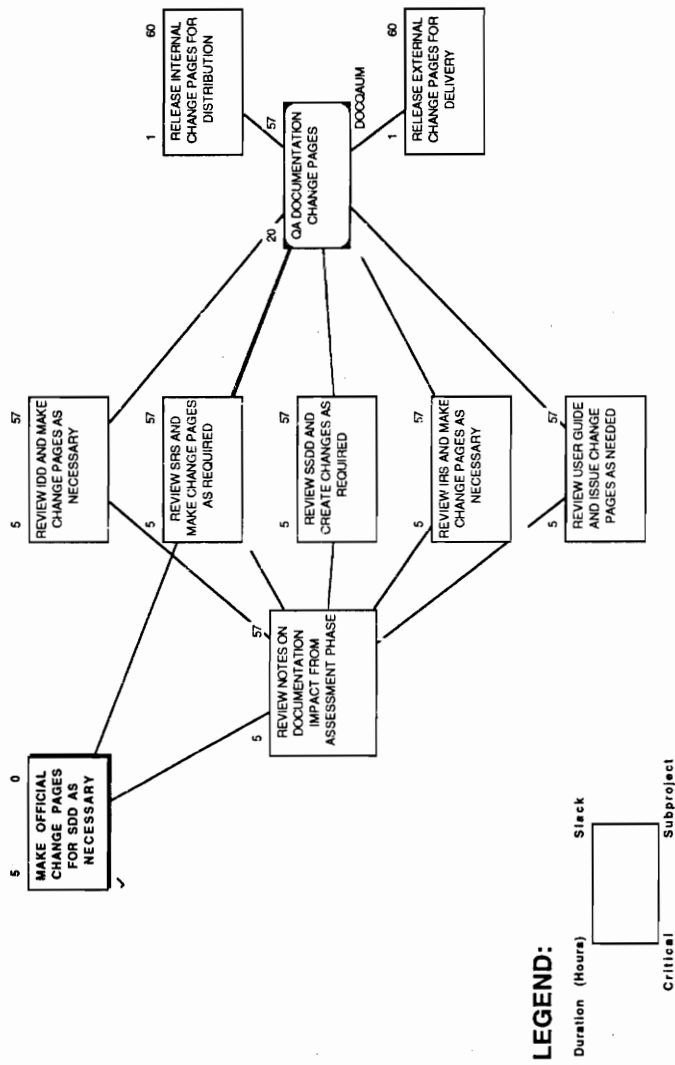 5 0
MAKE OFFICIAL
CHANGE PAGES
FOR SDD AS
NECESSARY
5 57
REVIEW NOTES ON
DOCUMENTATION
IMPACT FROM
ASSESSMENT PHASE
5 57
REVIEW IDD AND MAKE
CHANGE PAGES AS
NECESSARY
5 57
REVIEW SRS AND
MAKE CHANGE PAGES
AS REQUIRED
5 57
REVIEW SSDD AND
CREATE CHANGES AS
REQUIRED
5 57
REVIEW IRS AND MAKE
CHANGE PAGES AS
NECESSARY
5 57
REVIEW USER GUIDE
AND ISSUE CHANGE
PAGES AS NEEDED
20 57
QA DOCUMENTATION
CHANGE PAGES
DOCQAUM
1 60
RELEASE INTERNAL
CHANGE PAGES FOR
DISTRIBUTION
1 60
RELEASE EXTERNAL
CHANGE PAGES FOR
DELIVERY
LEGEND:
Duration (Hours) Slack
Critical Subproject